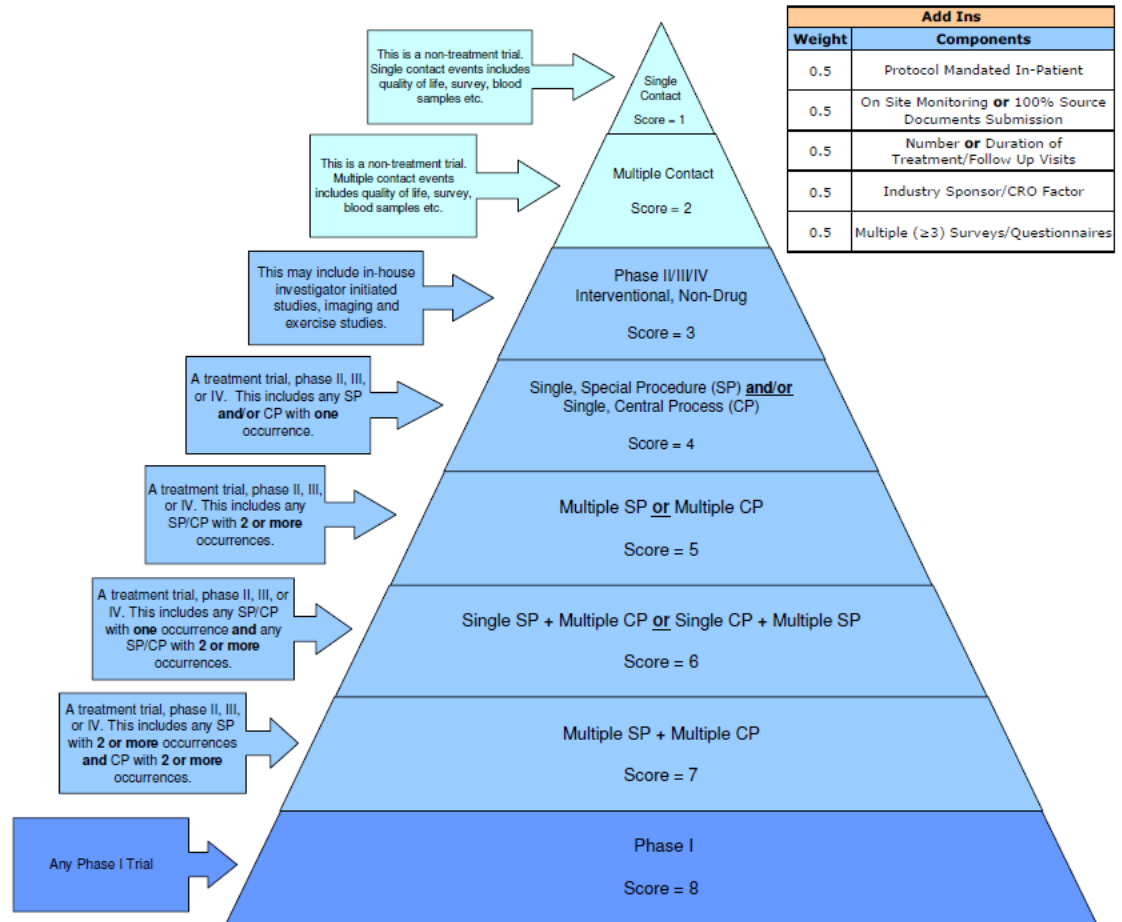 This is a non-treatment trial.
Single contact events includes
quality of life, survey, blood
samples etc.
Single
Contact
Score = 1
Add Ins
Weight Components
0.5 Protocol Mandated In-Patient
0.5 On Site Monitoring or 100% Source
Documents Submission
0.5 Number or Duration of
Treatment/Follow Up Visits
0.5 Industry Sponsor/CRO Factor
0.5 Multiple (≥3) Surveys/Questionnaires
This is a non-treatment trial.
Multiple contact events
includes quality of life, survey,
blood samples etc.
Multiple Contact
Score = 2
This may include in-house
investigator initiated
studies, imaging and
exercise studies.
Phase II/III/IV
Interventional, Non-Drug
Score = 3
A treatment trial, phase II, III,
or IV. This includes any SP
and/or CP with one
occurrence.
Single, Special Procedure (SP) and/or
Single, Central Process (CP)
Score = 4
A treatment trial, phase II, III,
or IV. This includes any
SP/CP with 2 or more
occurrences.
Multiple SP or Multiple CP
Score = 5
A treatment trial, phase II, III, or
IV. This includes any SP/CP
with one occurrence and any
SP/CP with 2 or more
occurrences.
Single SP + Multiple CP or Single CP + Multiple SP
Score = 6
A treatment trial, phase II, III,
or IV. This includes any SP
with 2 or more occurrences
and CP with 2 or more
occurrences.
Multiple SP + Multiple CP
Score = 7
Any Phase I Trial
Phase I
Score = 8